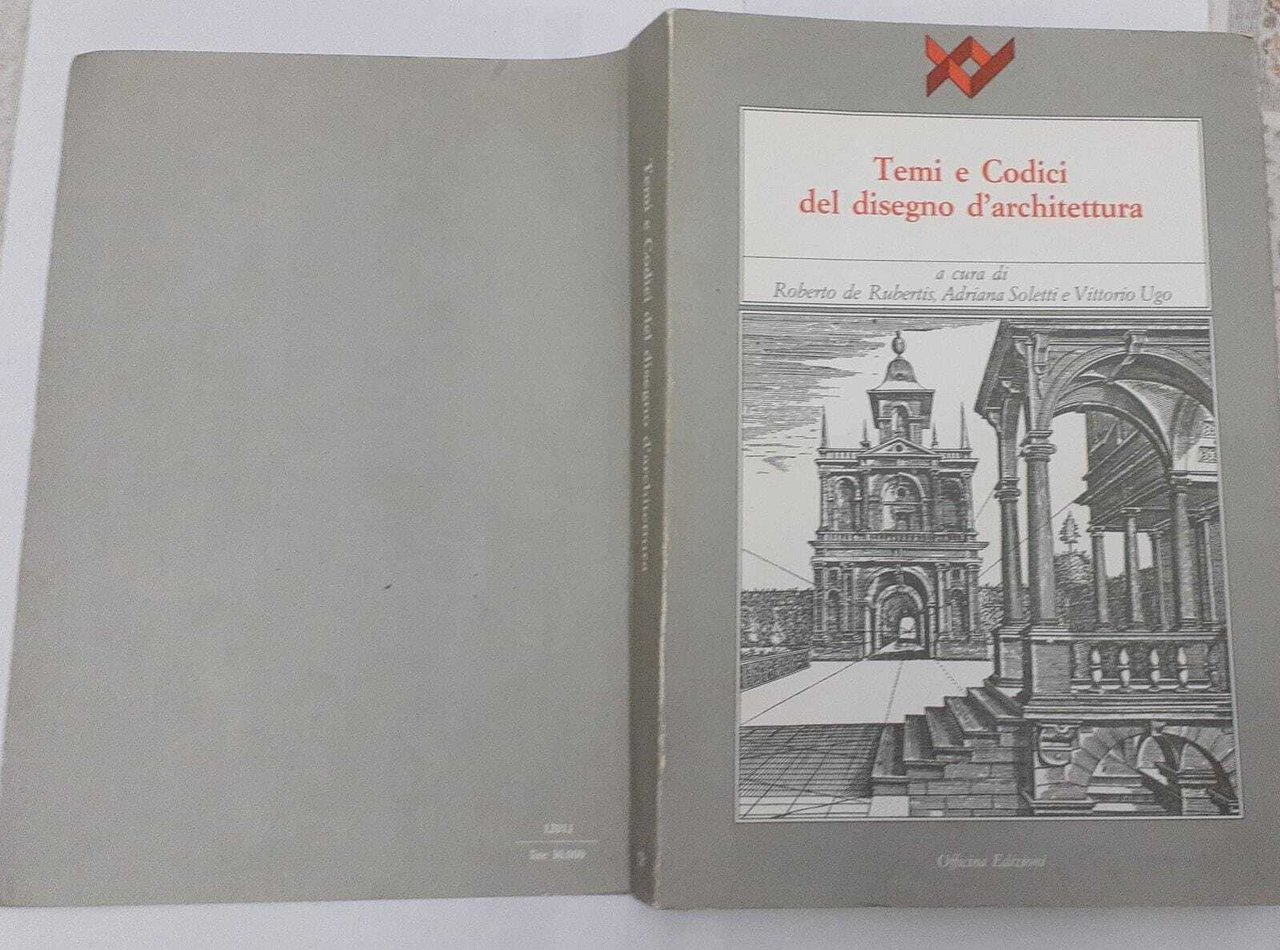 Temi e Codici
del disegno d'architettura
a cura di
Roberto de Rubertis, Adriana Soletti e Vittorio Ugo
Officina Edizioni
Temi e Codici del disegno d'architettura